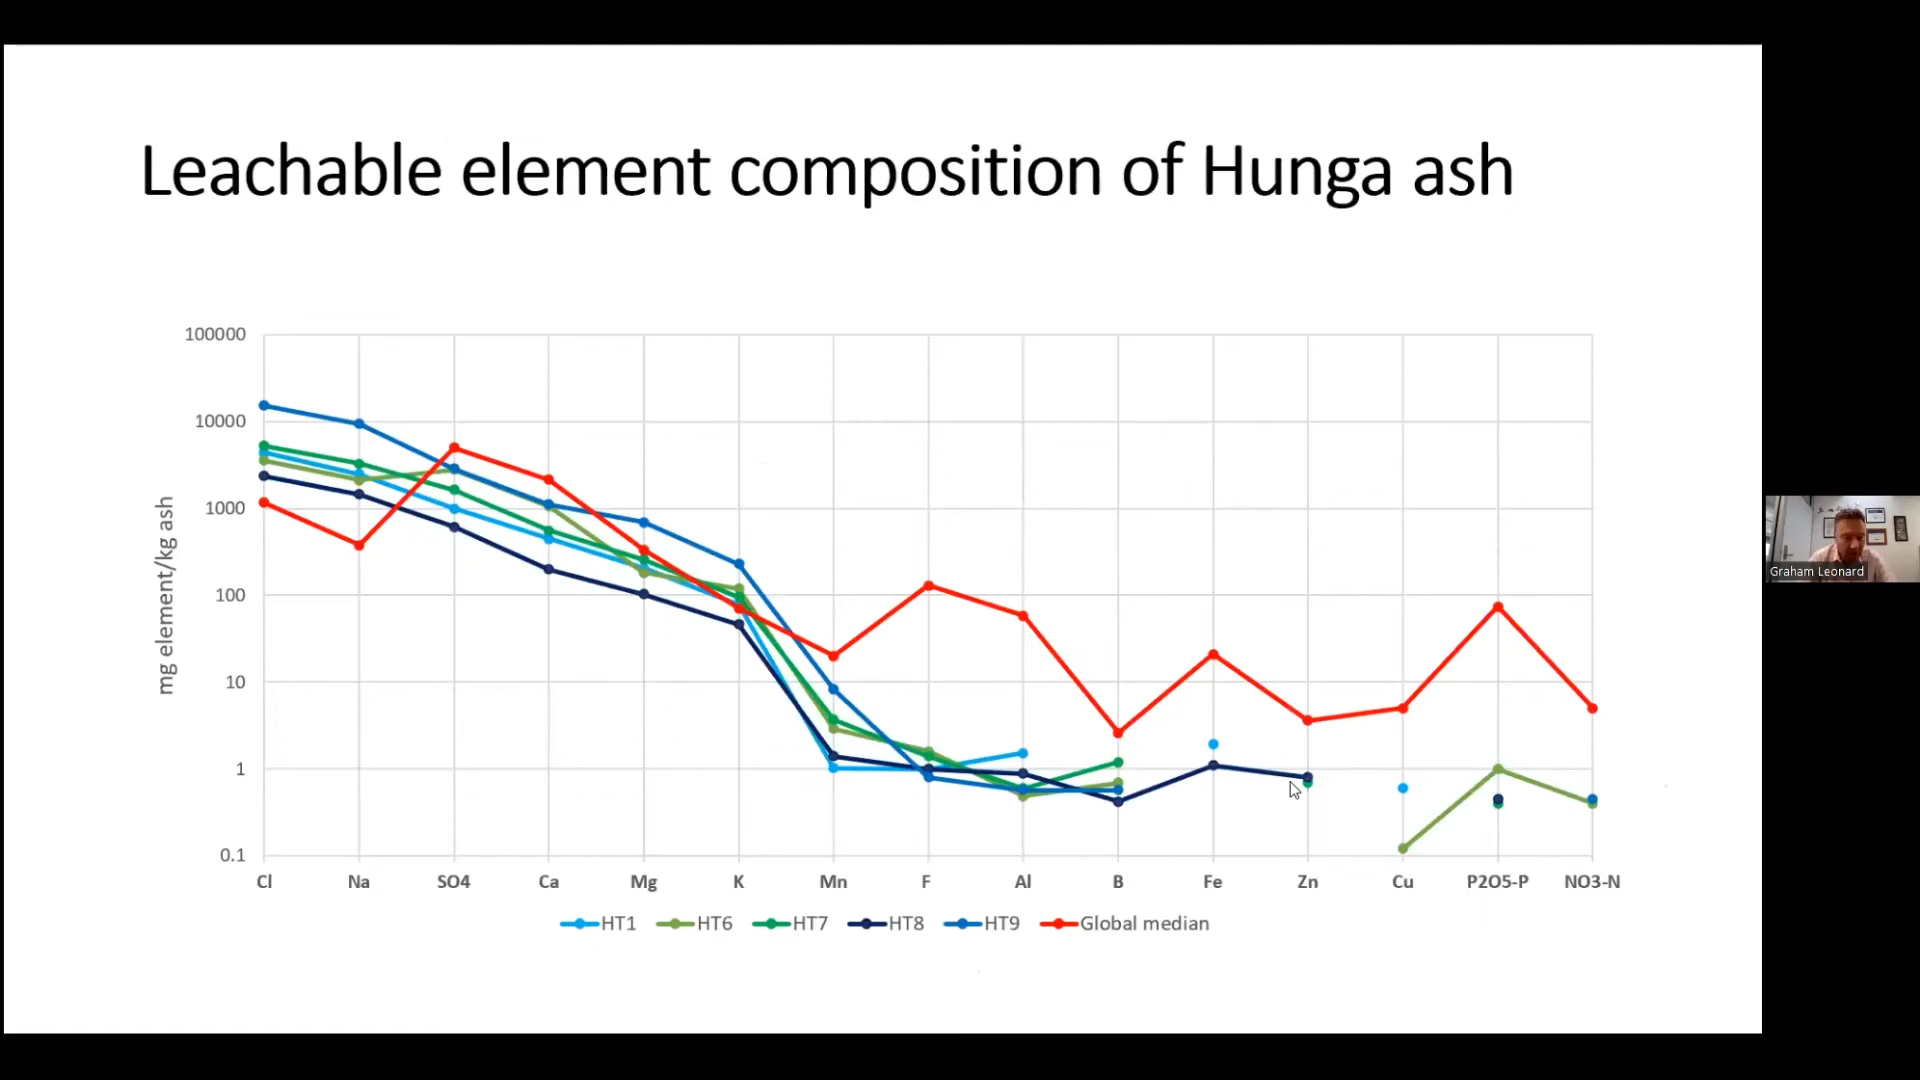 Leachable element composition of Hunga ash
mg element/kg ash
100000
10000
1000
100
10
1
0.1
Cl Na SO4 Ca Mg K Mn F Al B Fe Zn Cu P2O5-P NO3-N
HT1 HT6 HT7 HT8 HT9 Global median
Graham Leonard